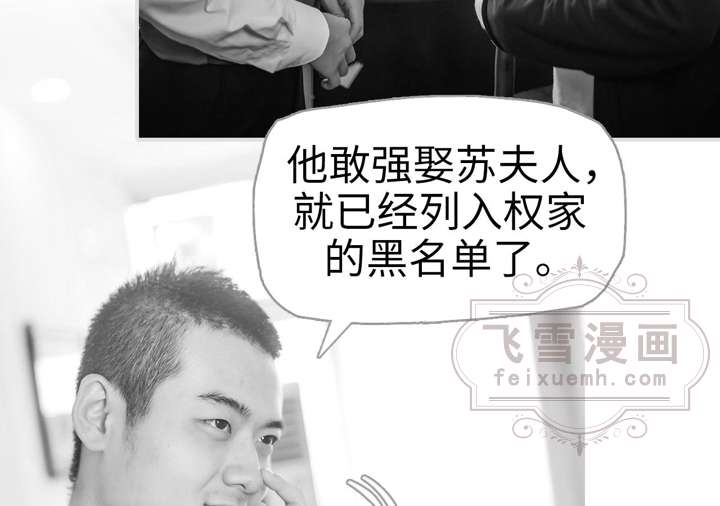 他敢强娶苏夫人，
就已经列入权家
的黑名单了。
飞雪漫画
feixuemh.com